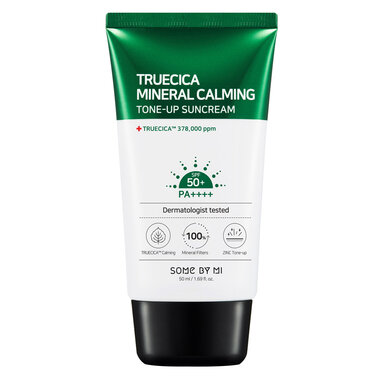 TRUECICA
MINERAL CALMING
TONE-UP SUNCREAM
TRUECICA™ 378,000 ppm
SPF
50+
PA++++
Dermatologist tested
100%
TRUECICA™ Calming
Mineral Filters
ZINC Tone-up
SOME BY MI
50 ml / 1.69 fl. oz.